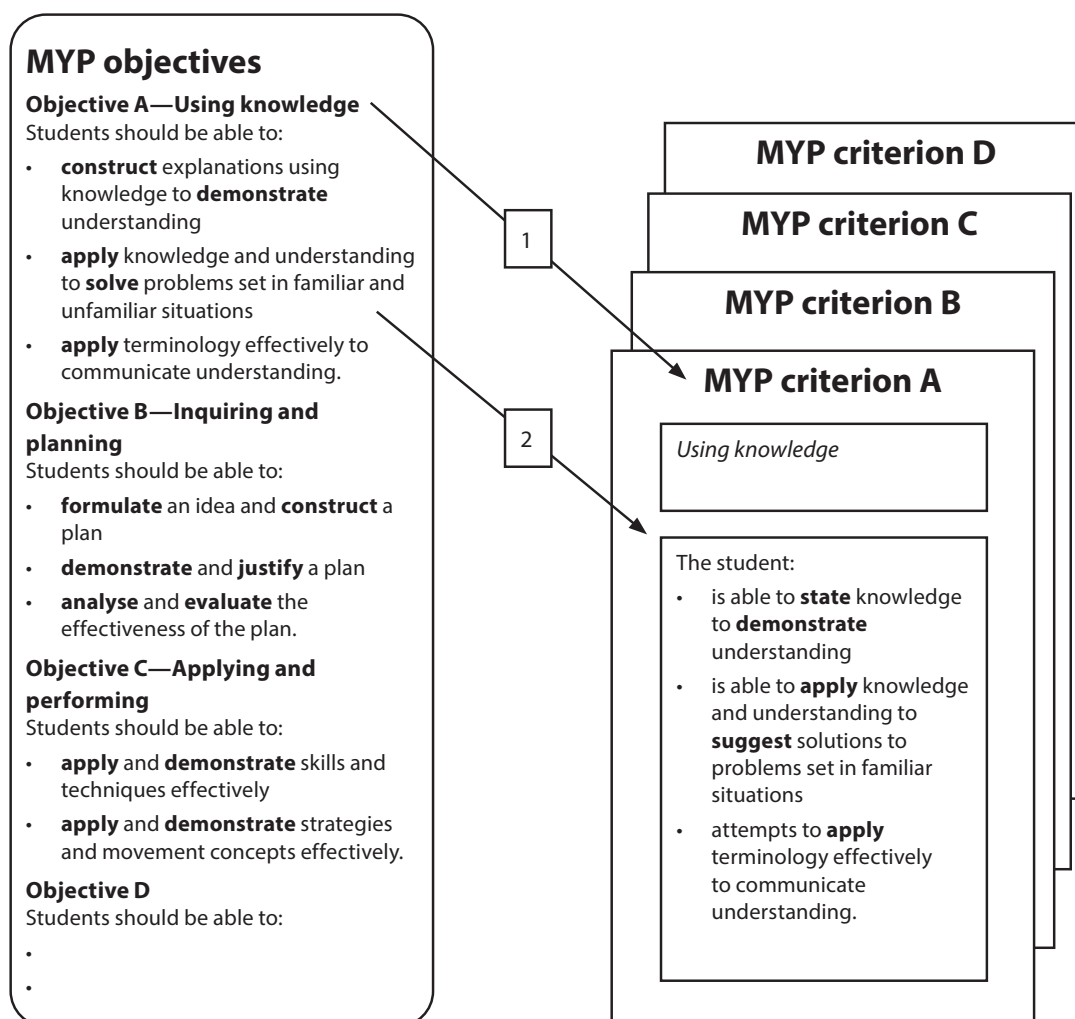 MYP objectives
Objective A—Using knowledge
Students should be able to:
• construct explanations using
knowledge to demonstrate
understanding
• apply knowledge and understanding
to solve problems set in familiar and
unfamiliar situations
• apply terminology effectively to
communicate understanding.
Objective B—Inquiring and
planning
Students should be able to:
• formulate an idea and construct a
plan
• demonstrate and justify a plan
• analyse and evaluate the
effectiveness of the plan.
Objective C—Applying and
performing
Students should be able to:
• apply and demonstrate skills and
techniques effectively
• apply and demonstrate strategies
and movement concepts effectively.
Objective D
Students should be able to:
•
•
1
2
MYP criterion D
MYP criterion C
MYP criterion B
MYP criterion A
Using knowledge
The student:
• is able to state knowledge
to demonstrate
understanding
• is able to apply knowledge
and understanding to
suggest solutions to
problems set in familiar
situations
• attempts to apply
terminology effectively
to communicate
understanding.